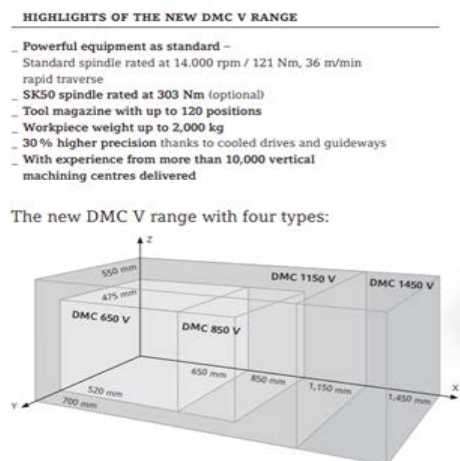 HIGHLIGHTS OF THE NEW DMC V RANGE
_ Powerful equipment as standard –
Standard spindle rated at 14.000 rpm / 121 Nm, 36 m/min
rapid traverse
_ SK50 spindle rated at 303 Nm (optional)
_ Tool magazine with up to 120 positions
_ Workpiece weight up to 2,000 kg
_ 30 % higher precision thanks to cooled drives and guideways
_ With experience from more than 10,000 vertical
machining centres delivered
The new DMC V range with four types:
Z
550 mm
DMC 1150 V
DMC 1450 V
475 mm
DMC 650 V
DMC 850 V
650 mm
850 mm
1,150 mm
1,450 mm
X
520 mm
700 mm
Y